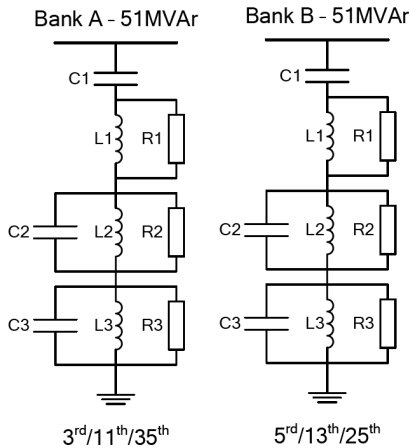 Bank A - 51MVAr Bank B - 51MVAr
C1 C1
L1 R1 L1 R1
C2 L2 R2 C2 L2 R2
C3 L3 R3 C3 L3 R3
3rd/11th/35th 5rd/13th/25th